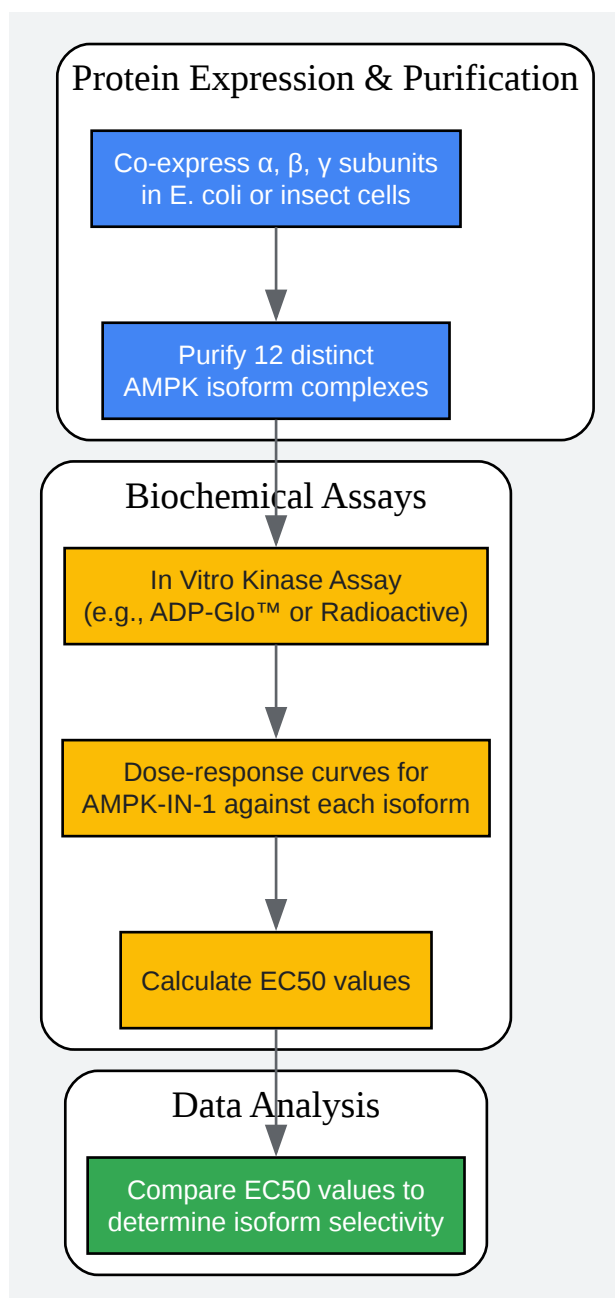 Protein Expression & Purification
Co-express α, β, γ subunits
in E. coli or insect cells
Purify 12 distinct
AMPK isoform complexes
Biochemical Assays
In Vitro Kinase Assay
(e.g., ADP-Glo™ or Radioactive)
Dose-response curves for
AMPK-IN-1 against each isoform
Calculate EC50 values
Data Analysis
Compare EC50 values to
determine isoform selectivity